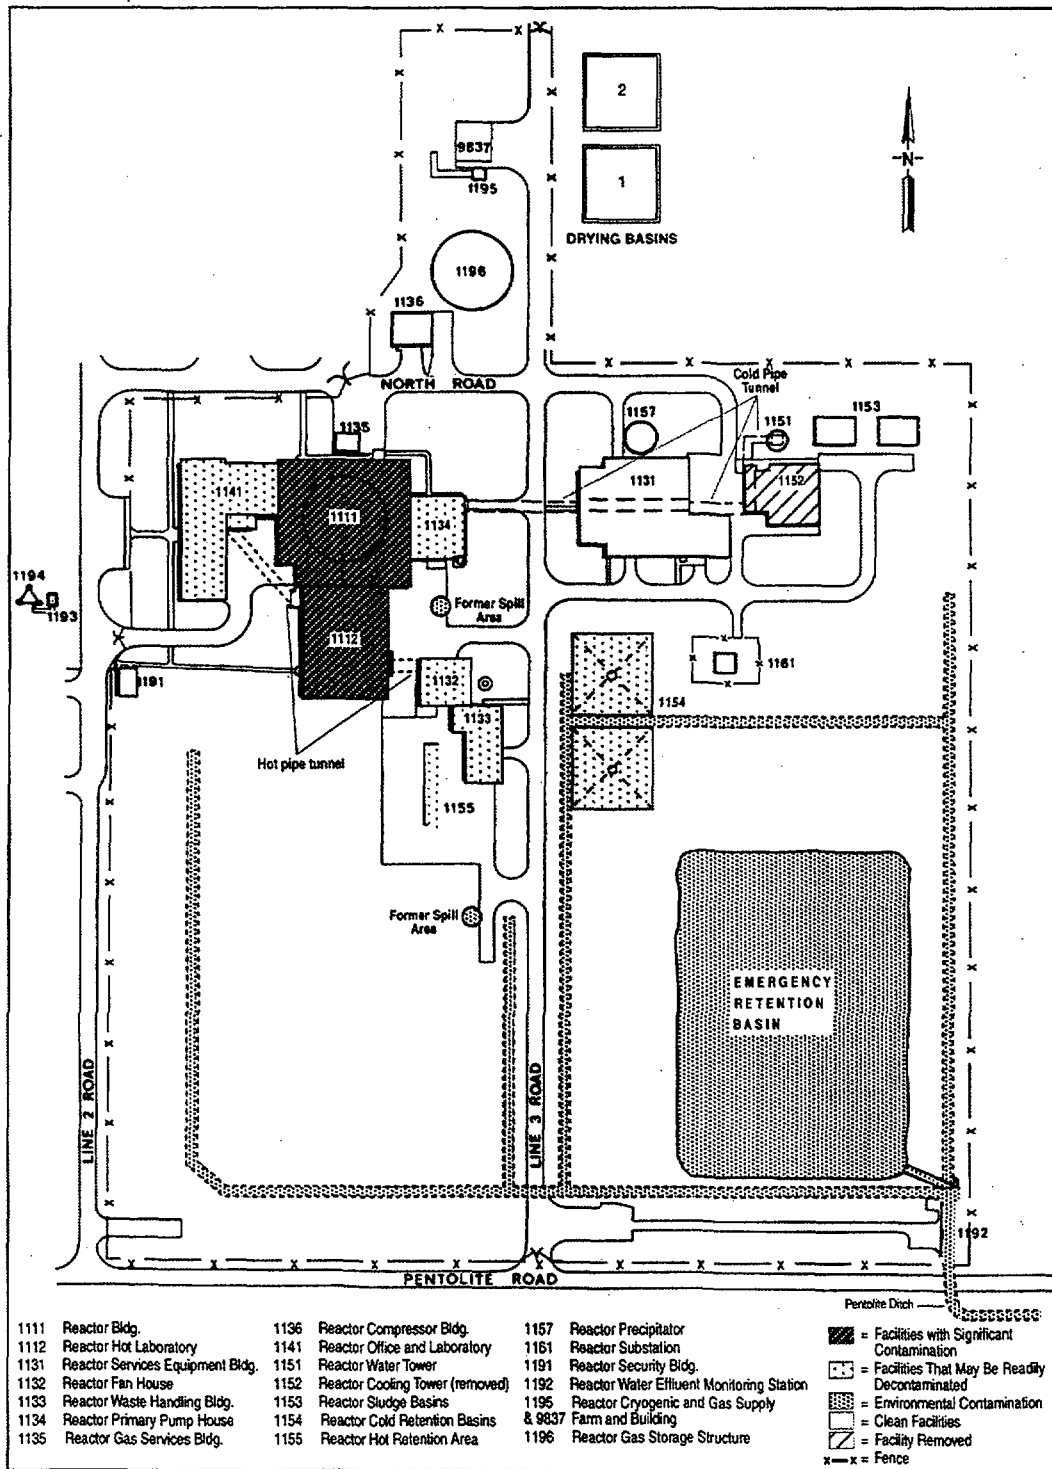 2
9837
1
N
1195
DRYING BASINS
1196
1136
Cold Pipe
Tunnel
NORTH ROAD
1157
1151
1153
1135
1141
1111
1134
1131
1152
1194
1193
Former Spill
Area
1112
1161
1132
1191
1154
1133
Hot pipe tunnel
1155
Former Spill
Area
EMERGENCY
RETENTION
BASIN
LINE 2 ROAD
LINE 3 ROAD
1192
PENTOLITE ROAD
Pentolite Ditch
1111 Reactor Bldg.
1112 Reactor Hot Laboratory
1131 Reactor Services Equipment Bldg.
1132 Reactor Fan House
1133 Reactor Waste Handling Bldg.
1134 Reactor Primary Pump House
1135 Reactor Gas Services Bldg.
1136 Reactor Compressor Bldg.
1141 Reactor Office and Laboratory
1151 Reactor Water Tower
1152 Reactor Cooling Tower (removed)
1153 Reactor Sludge Basins
1154 Reactor Cold Retention Basins
1155 Reactor Hot Retention Area
1157 Reactor Precipitator
1161 Reactor Substation
1191 Reactor Security Bldg.
1192 Reactor Water Effluent Monitoring Station
1195 Reactor Cryogenic and Gas Supply
& 9837 Farm and Building
1196 Reactor Gas Storage Structure
= Facilities with Significant
Contamination
= Facilities That May Be Readily
Decontaminated
= Environmental Contamination
= Clean Facilities
= Facility Removed
x—x = Fence